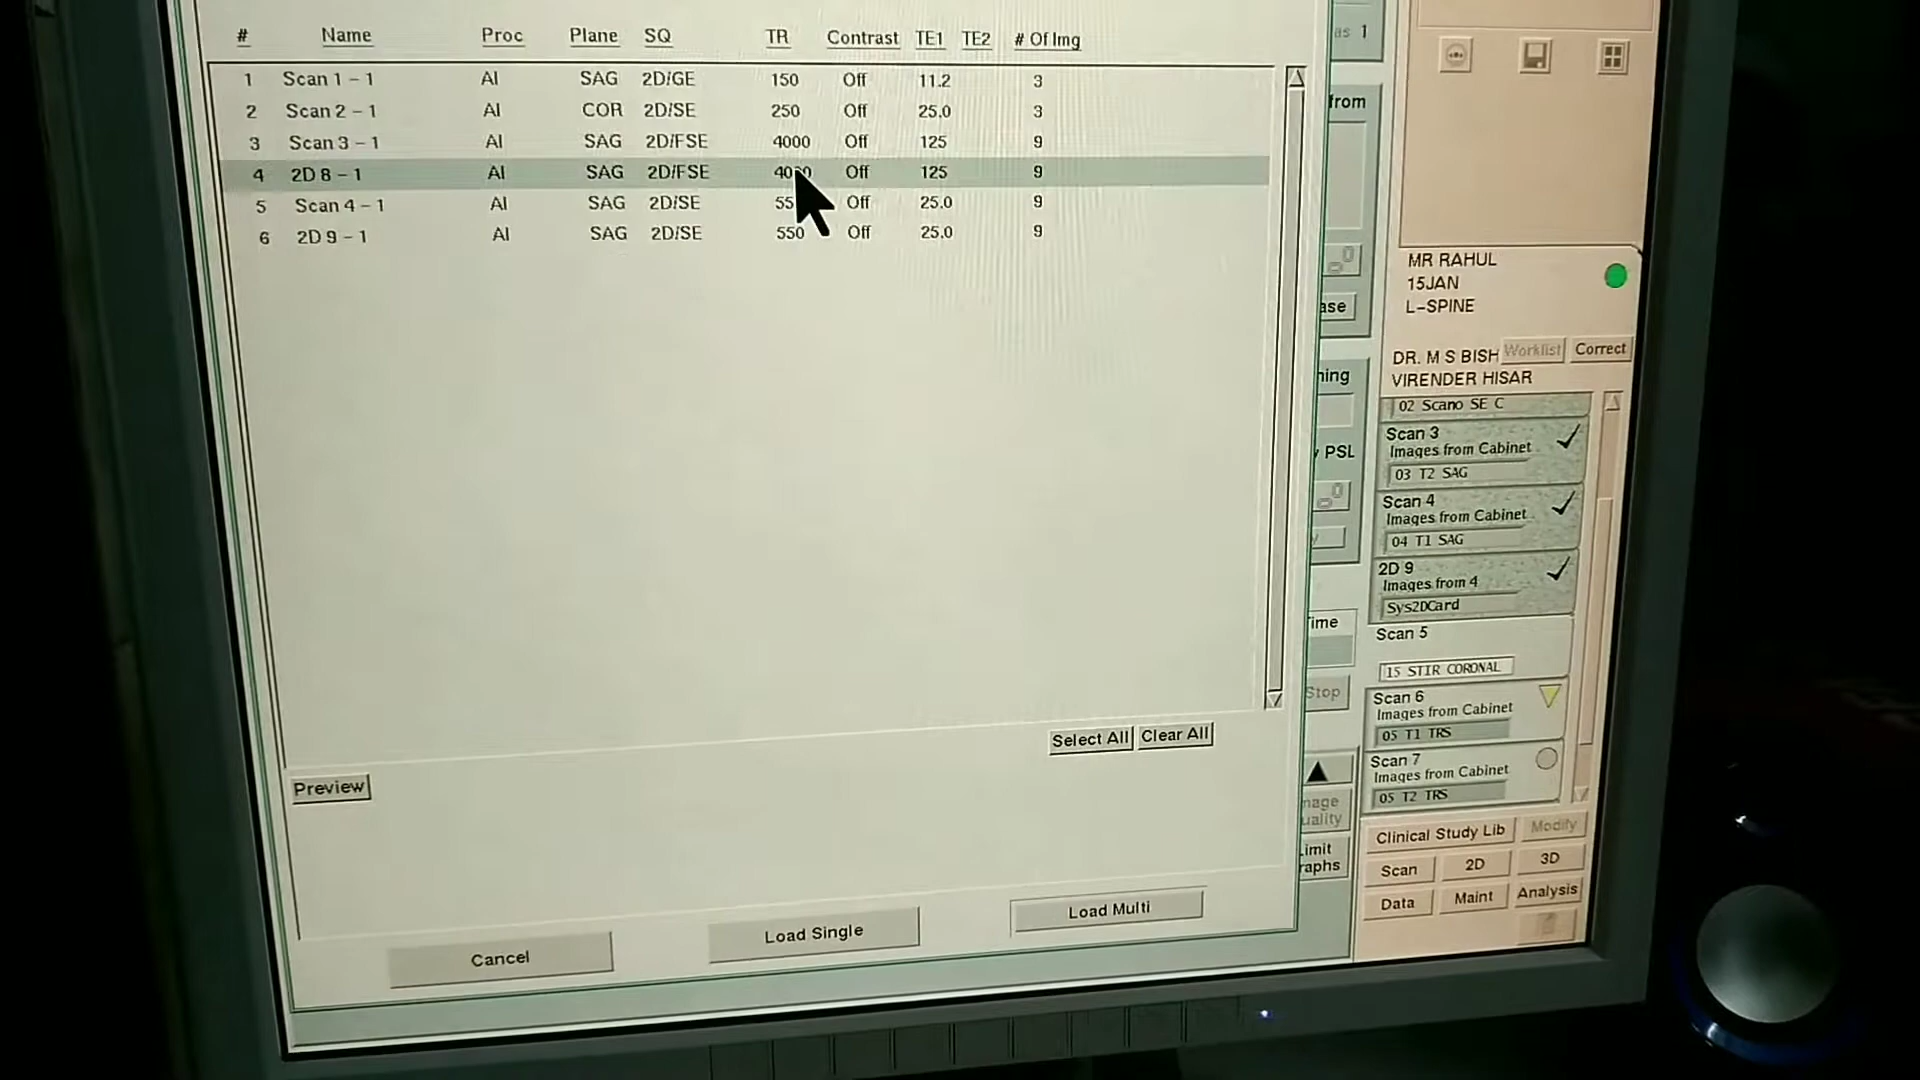 # Name Proc Plane SQ TR Contrast TE1 TE2 # Of Img
1 Scan 1 - 1 AI SAG 2D/GE 150 Off 11.2 3
2 Scan 2 - 1 AI COR 2D/SE 250 Off 25.0 3
3 Scan 3 - 1 AI SAG 2D/FSE 4000 Off 125 9
4 2D 8 - 1 AI SAG 2D/FSE Off 125 9
5 Scan 4 - 1 AI SAG 2D/SE 55 Off 25.0 9
6 2D 9 - 1 AI SAG 2D/SE 550 Off 25.0 9
Select All Clear All
Preview
Cancel Load Single Load Multi
as 1
from
ase
PSL
Stop
MR RAHUL
15JAN
L-SPINE
DR. M S BISH Worklist Correct
VIRENDER HISAR
02 Scano SE C
Scan 3
Images from Cabinet
03 T2 SAG
Scan 4
Images from Cabinet
04 T1 SAG
2D 9
Images from 4
Sys2DCard
Scan 5
15 STIR CORONAL
Scan 6
Images from Cabinet
05 T1 TRS
Scan 7
Images from Cabinet
05 T2 TRS
Clinical Study Lib Modify
Scan 2D 3D
Data Maint Analysis